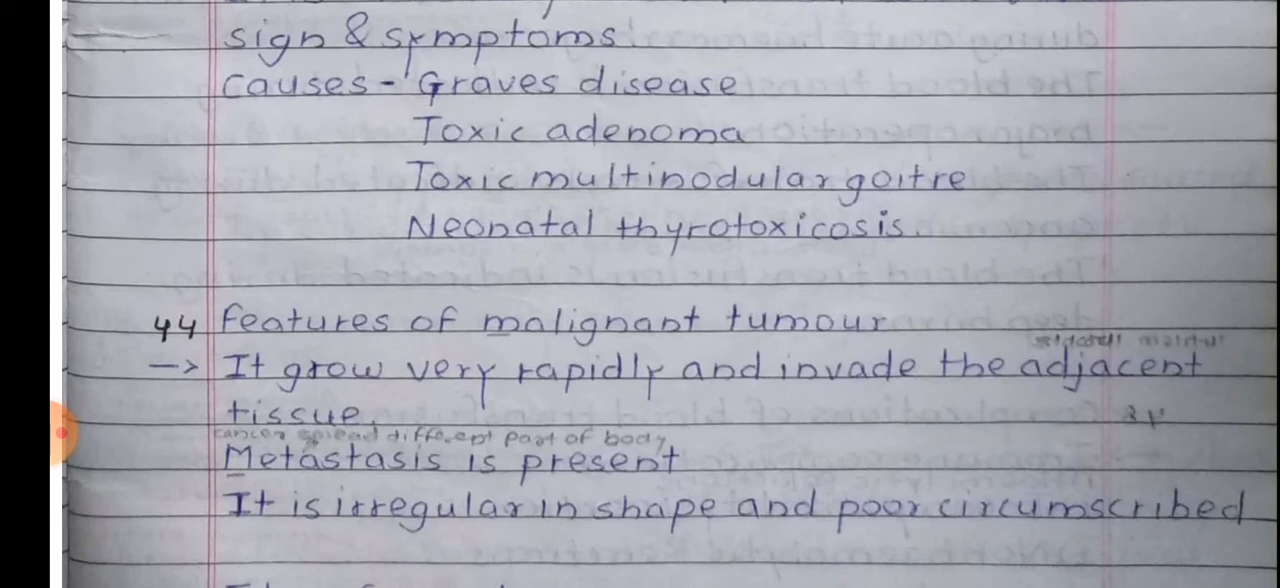 sign & symptoms
causes - Graves disease
Toxic adenoma
Toxic multinodular goitre
Neonatal thyrotoxicosis.
44 features of malignant tumour
-> It grow very rapidly and invade the adjacent
tissue.
cancer spread different part of body
Metastasis is present
It is irregular in shape and poor circumscribed